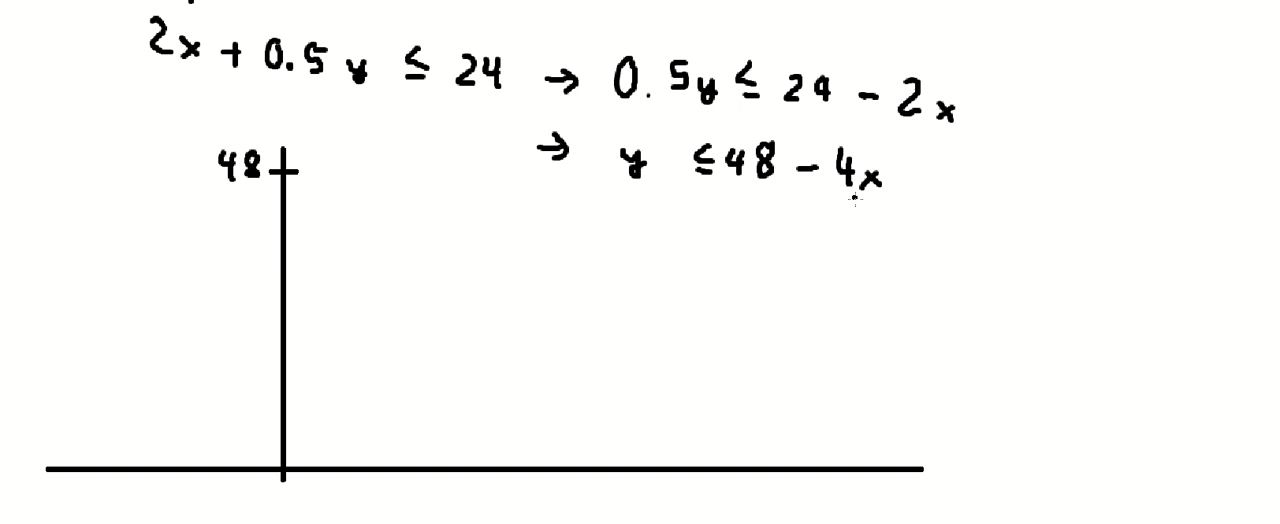 2x + 0.5y ≤ 24 → 0.5y ≤ 24 - 2x
→ y ≤ 48 - 4x
48